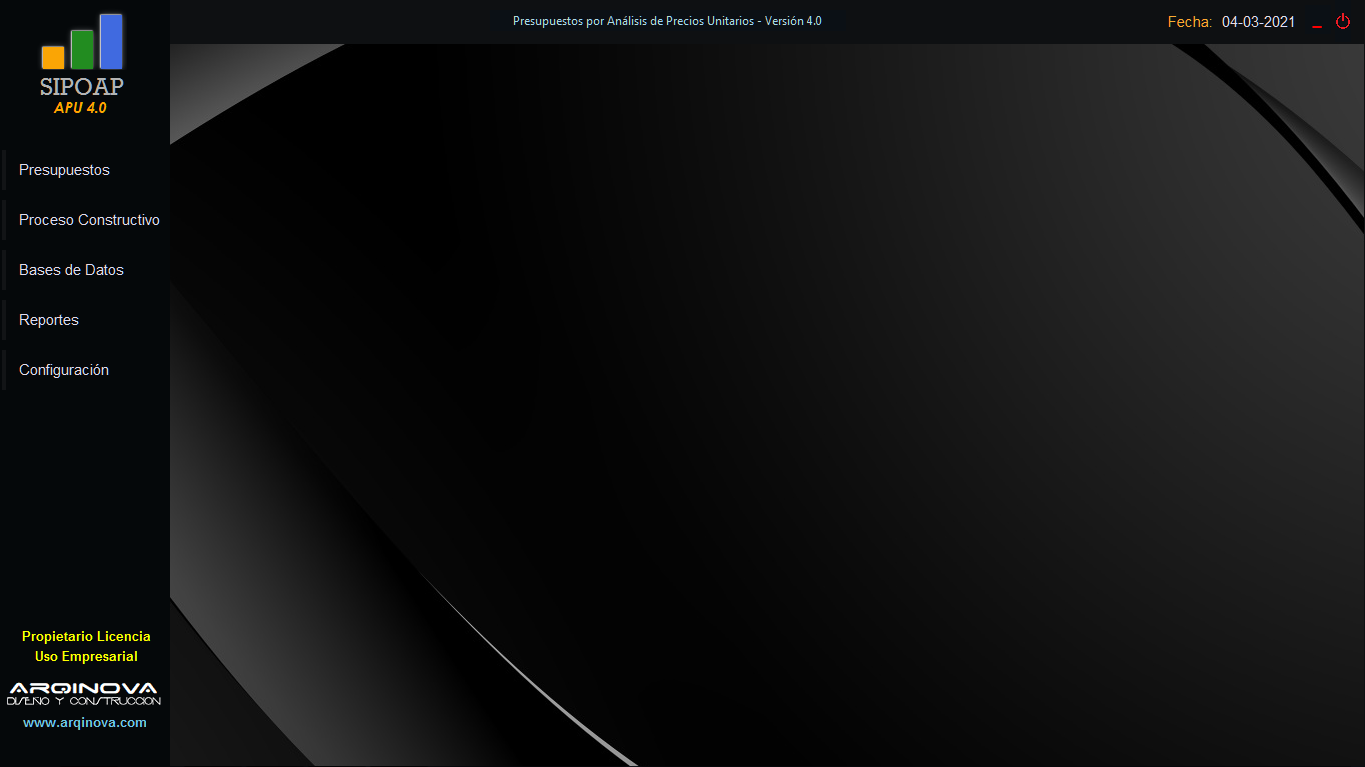 Presupuestos por Análisis de Precios Unitarios - Versión 4.0
Fecha: 04-03-2021
SIPOAP
APU 4.0
Presupuestos
Proceso Constructivo
Bases de Datos
Reportes
Configuración
Propietario Licencia
Uso Empresarial
ARQINOVA
DISEÑO Y CONSTRUCCION
www.arqinova.com